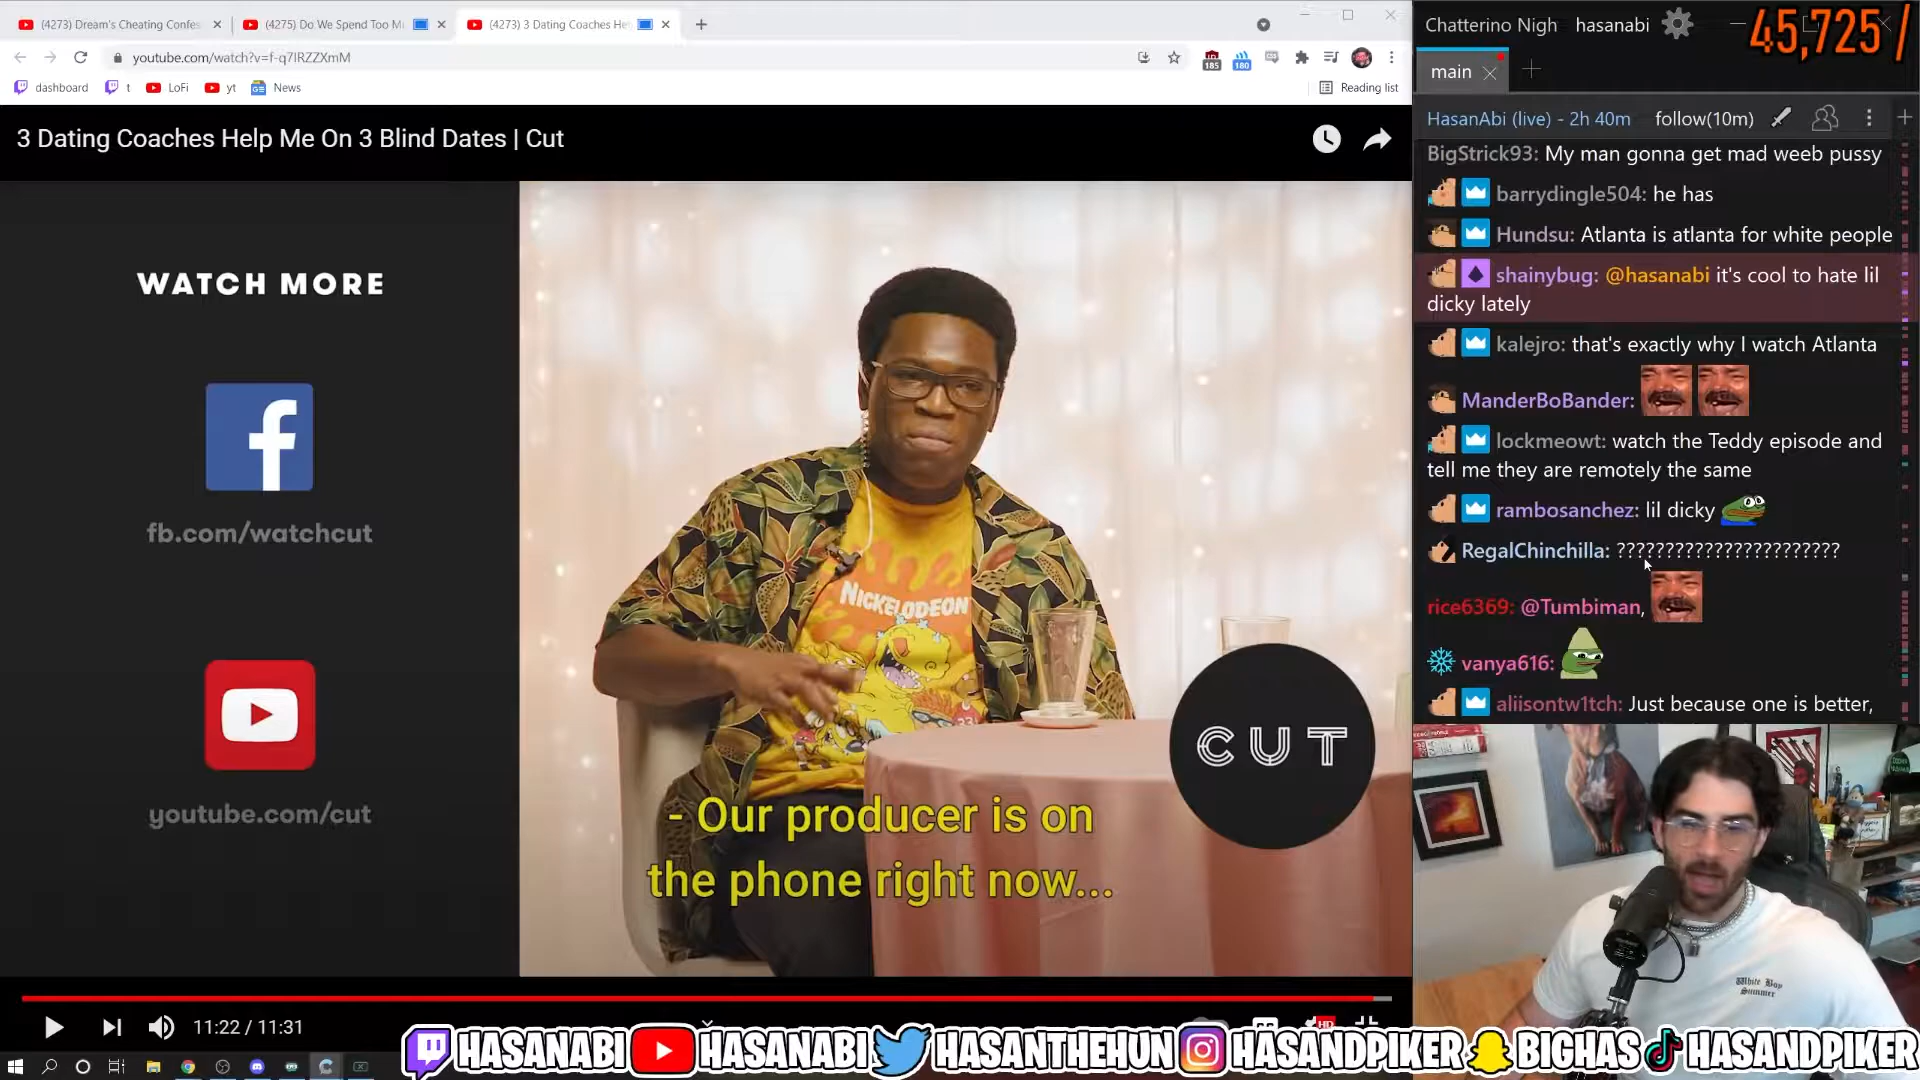 (4273) Dream's Cheating Confes
(4275) Do We Spend Too M
(4273) 3 Dating Coaches He
youtube.com/watch?v=f-q7lRZZXmM
185
180
dashboard
t
LoFi
yt
News
Reading list
3 Dating Coaches Help Me On 3 Blind Dates | Cut
WATCH MORE
fb.com/watchcut
youtube.com/cut
NICKELODEON
CUT
- Our producer is on
the phone right now...
11:22 / 11:31
HD
Chatterino Nigh
hasanabi
45,725 /
main
HasanAbi (live) - 2h 40m
follow(10m)
BigStrick93: My man gonna get mad weeb pussy
barrydingle504: he has
Hundsu: Atlanta is atlanta for white people
shainybug: @hasanabi it's cool to hate lil
dicky lately
kalejro: that's exactly why I watch Atlanta
ManderBoBander:
lockmeowt: watch the Teddy episode and
tell me they are remotely the same
rambosanchez: lil dicky
RegalChinchilla: ???????????????????????
rice6369: @Tumbiman,
vanya616:
aliisontw1tch: Just because one is better,
White Boy
Summer
HASANABI
HASANABI
HASANTHEHUN
HASANDPIKER
BIGHAS
HASANDPIKER